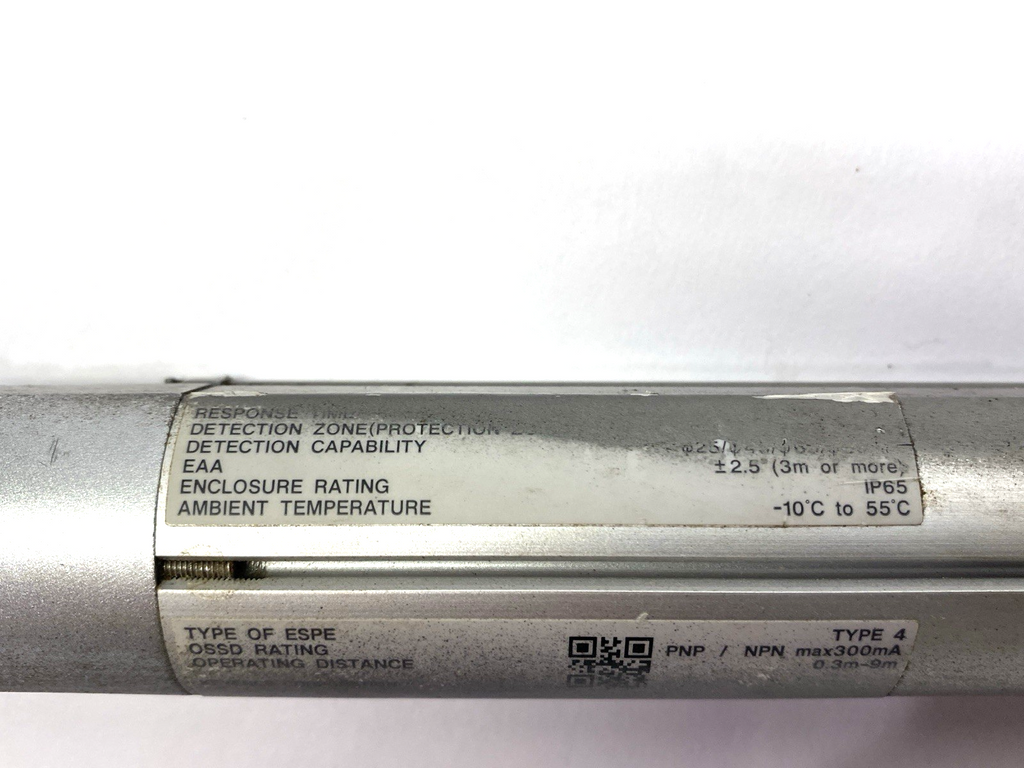 RESPONSE TIME
DETECTION ZONE(PROTECTION
DETECTION CAPABILITY
EAA ±2.5° (3m or more)
ENCLOSURE RATING IP65
AMBIENT TEMPERATURE -10°C to 55°C
TYPE OF ESPE TYPE 4
OSSD RATING PNP / NPN max300mA
OPERATING DISTANCE 0.3m-9m